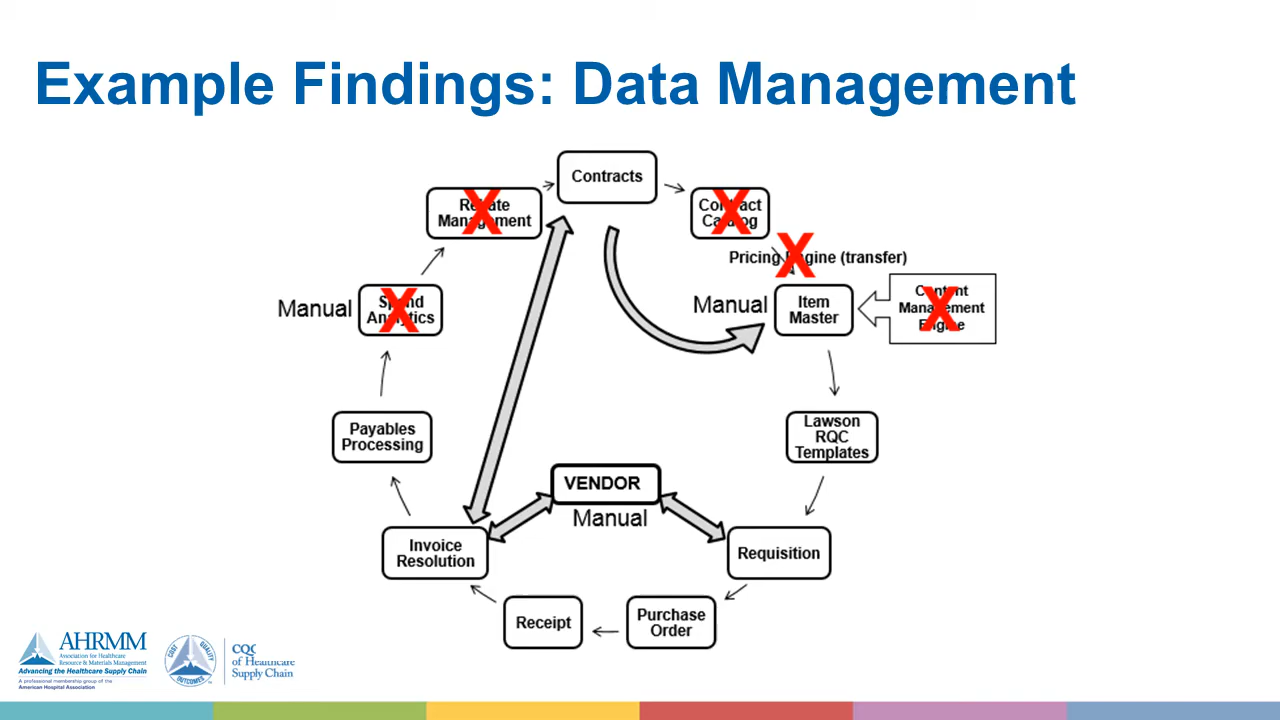 Example Findings: Data Management
Contracts
Rebate
Management
Contract
Catalog
Pricing Engine (transfer)
Manual
Spend
Analytics
Manual
Item
Master
Content
Management
Engine
Payables
Processing
Lawson
RQC
Templates
VENDOR
Manual
Invoice
Resolution
Requisition
Receipt
Purchase
Order
AHRMM
Association for Healthcare
Resource & Materials Management
Advancing the Healthcare Supply Chain
A professional membership group of the
American Hospital Association
COST
QUALITY
OUTCOMES
of Healthcare
Supply Chain